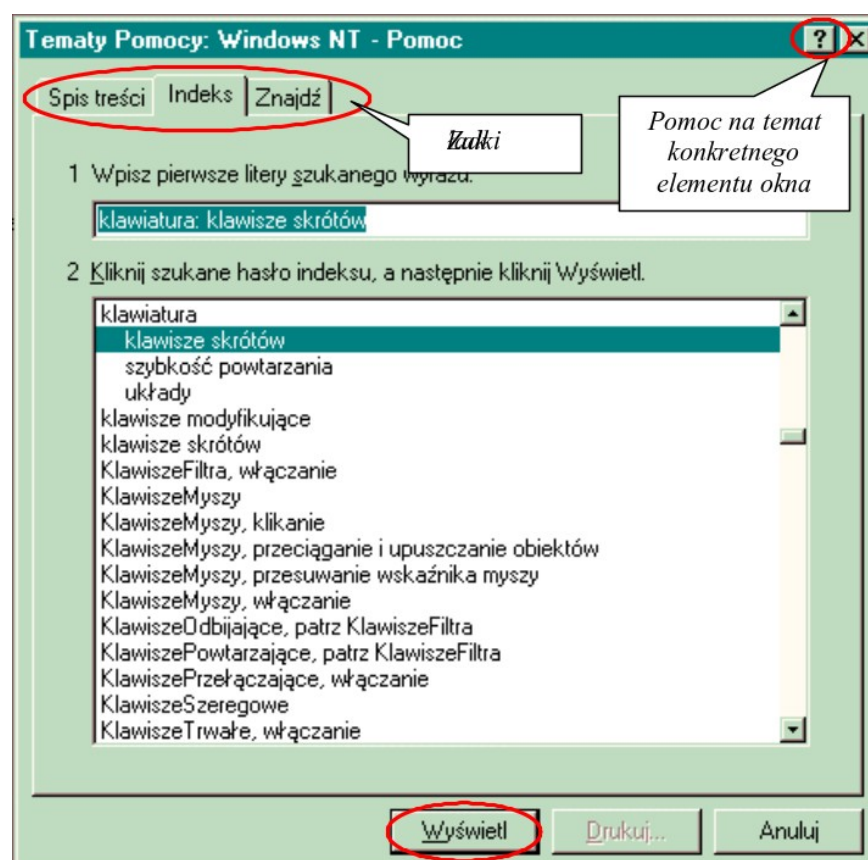 Tematy Pomocy: Windows NT - Pomoc
?
Spis treści Indeks Znajdź
Pomoc na temat
konkretnego
elementu okna
1 Wpisz pierwsze litery szukanego wyrazu.
klawiatura: klawisze skrótów
2 Kliknij szukane hasło indeksu, a następnie kliknij Wyświetl.
klawiatura
klawisze skrótów
szybkość powtarzania
układy
klawisze modyfikujące
klawisze skrótów
KlawiszeFiltra, włączanie
KlawiszeMyszy
KlawiszeMyszy, klikanie
KlawiszeMyszy, przeciąganie i upuszczanie obiektów
KlawiszeMyszy, przesuwanie wskaźnika myszy
KlawiszeMyszy, włączanie
KlawiszeOdbijające, patrz KlawiszeFiltra
KlawiszePowtarzające, patrz KlawiszeFiltra
KlawiszePrzełączające, włączanie
KlawiszeSzeregowe
KlawiszeTrwałe, włączanie
Wyświetl Drukuj... Anuluj